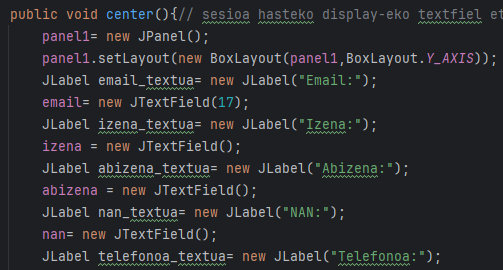 public void center(){// sesioa hasteko display-eko textfiel et
panel1= new JPanel();
panel1.setLayout(new BoxLayout(panel1,BoxLayout.Y_AXIS));
JLabel email_textua= new JLabel("Email:");
email= new JTextField(17);
JLabel izena_textua= new JLabel("Izena:");
izena = new JTextField();
JLabel abizena_textua= new JLabel("Abizena:");
abizena = new JTextField();
JLabel nan_textua= new JLabel("NAN:");
nan= new JTextField();
JLabel telefonoa_textua= new JLabel("Telefonoa:");